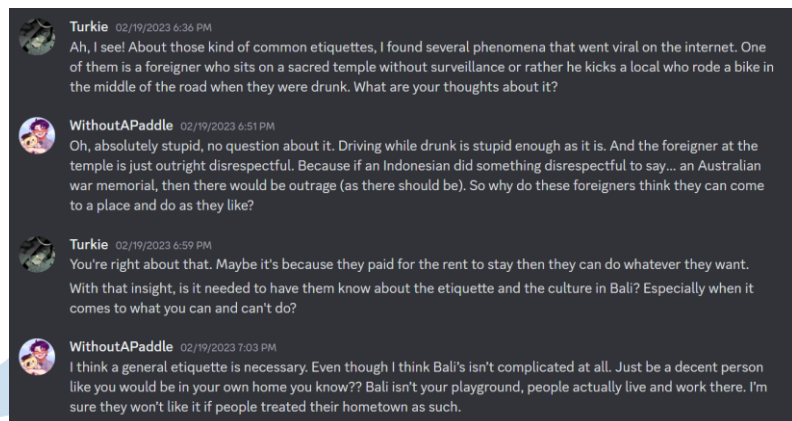 Turkie 02/19/2023 6:36 PM
Ah, I see! About those kind of common etiquettes, I found several phenomena that went viral on the internet. One
of them is a foreigner who sits on a sacred temple without surveillance or rather he kicks a local who rode a bike in
the middle of the road when they were drunk. What are your thoughts about it?
WithoutAPaddle 02/19/2023 6:51 PM
Oh, absolutely stupid, no question about it. Driving while drunk is stupid enough as it is. And the foreigner at the
temple is just outright disrespectful. Because if an Indonesian did something disrespectful to say... an Australian
war memorial, then there would be outrage (as there should be). So why do these foreigners think they can come
to a place and do as they like?
Turkie 02/19/2023 6:59 PM
You're right about that. Maybe it's because they paid for the rent to stay then they can do whatever they want.
With that insight, is it needed to have them know about the etiquette and the culture in Bali? Especially when it
comes to what you can and can't do?
WithoutAPaddle 02/19/2023 7:03 PM
I think a general etiquette is necessary. Even though I think Bali's isn't complicated at all. Just be a decent person
like you would be in your own home you know?? Bali isn't your playground, people actually live and work there. I'm
sure they won't like it if people treated their hometown as such.